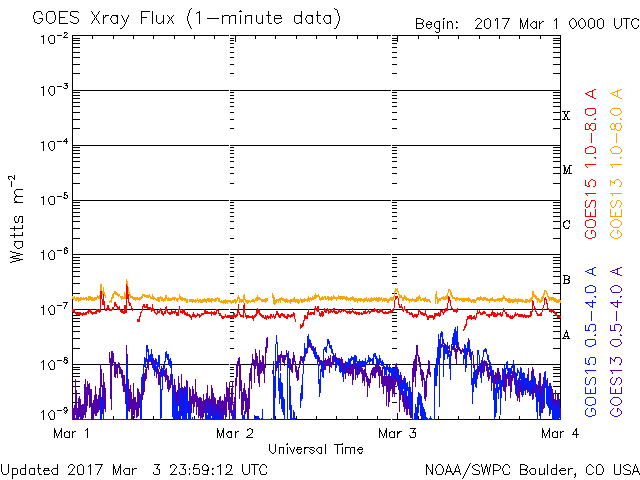 GOES Xray Flux (1-minute data)
Begin: 2017 Mar 1 0000 UTC
10⁻²
10⁻³
10⁻⁴
10⁻⁵
10⁻⁶
10⁻⁷
10⁻⁸
10⁻⁹
Watts m⁻²
X
M
C
B
A
GOES15 1.0-8.0 A
GOES13 1.0-8.0 A
GOES15 0.5-4.0 A
GOES13 0.5-4.0 A
Mar 1
Mar 2
Mar 3
Mar 4
Universal Time
Updated 2017 Mar 3 23:59:12 UTC
NOAA/SWPC Boulder, CO USA